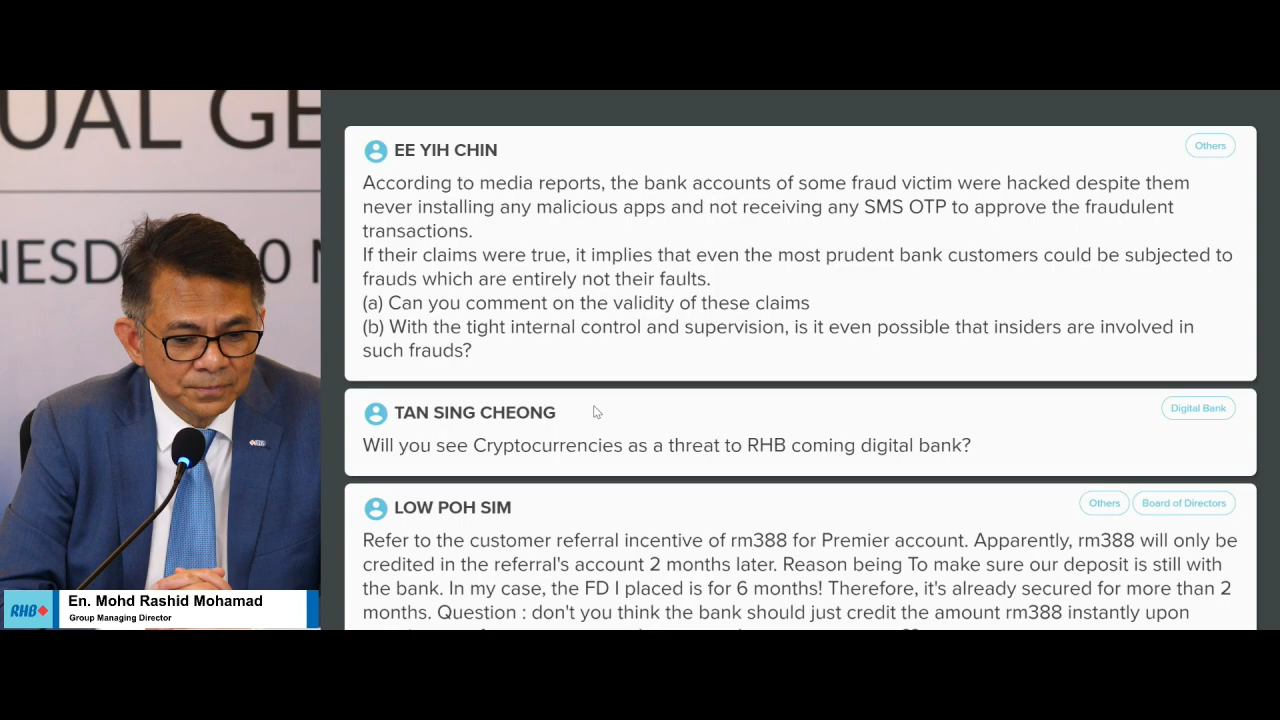 UAL GE
NESD 0
EE YIH CHIN
Others
According to media reports, the bank accounts of some fraud victim were hacked despite them
never installing any malicious apps and not receiving any SMS OTP to approve the fraudulent
transactions.
If their claims were true, it implies that even the most prudent bank customers could be subjected to
frauds which are entirely not their faults.
(a) Can you comment on the validity of these claims
(b) With the tight internal control and supervision, is it even possible that insiders are involved in
such frauds?
TAN SING CHEONG
Digital Bank
Will you see Cryptocurrencies as a threat to RHB coming digital bank?
LOW POH SIM
Others
Board of Directors
Refer to the customer referral incentive of rm388 for Premier account. Apparently, rm388 will only be
credited in the referral's account 2 months later. Reason being To make sure our deposit is still with
the bank. In my case, the FD I placed is for 6 months! Therefore, it's already secured for more than 2
months. Question : don't you think the bank should just credit the amount rm388 instantly upon
RHB
En. Mohd Rashid Mohamad
Group Managing Director